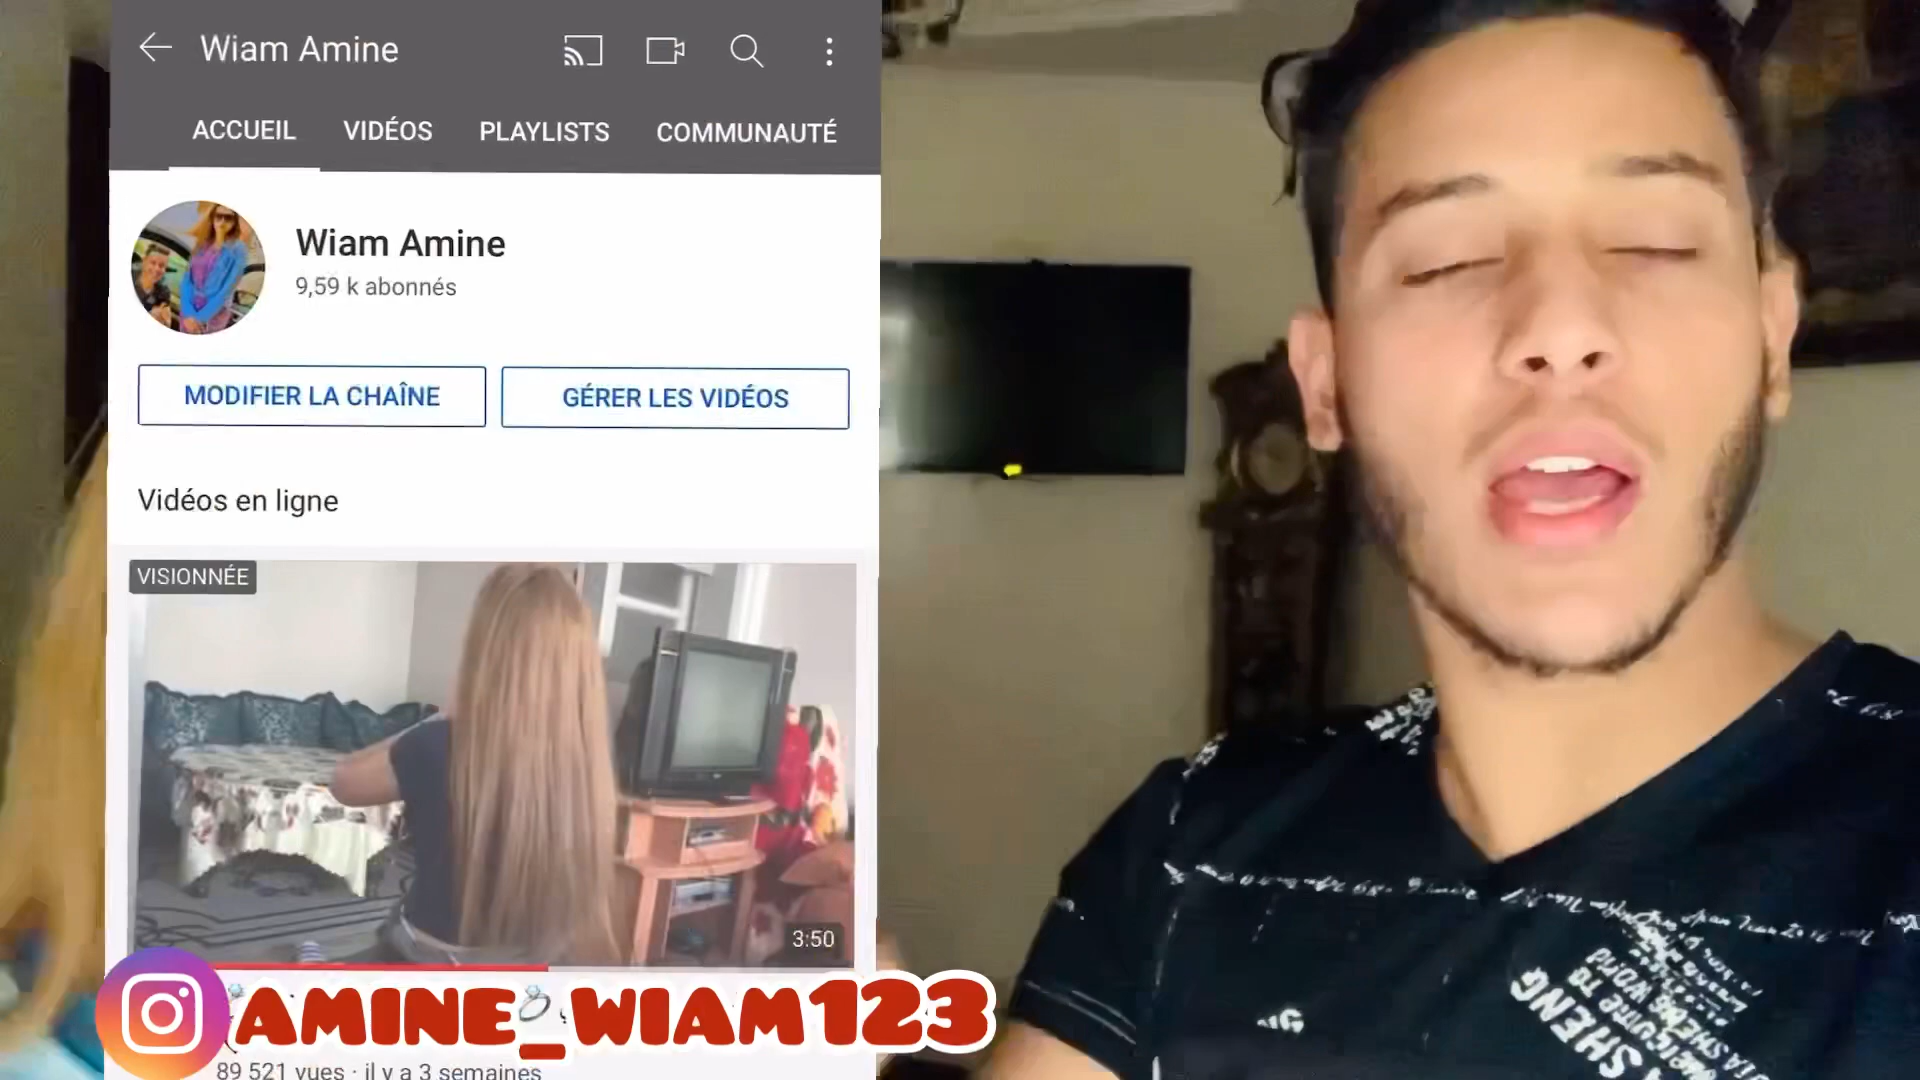 Wiam Amine
ACCUEIL VIDÉOS PLAYLISTS COMMUNAUTÉ
Wiam Amine
9,59 k abonnés
MODIFIER LA CHAÎNE GÉRER LES VIDÉOS
Vidéos en ligne
VISIONNÉE
3:50
AMINE_WIAM123
89 521 vues · il y a 3 semaines
SHENG